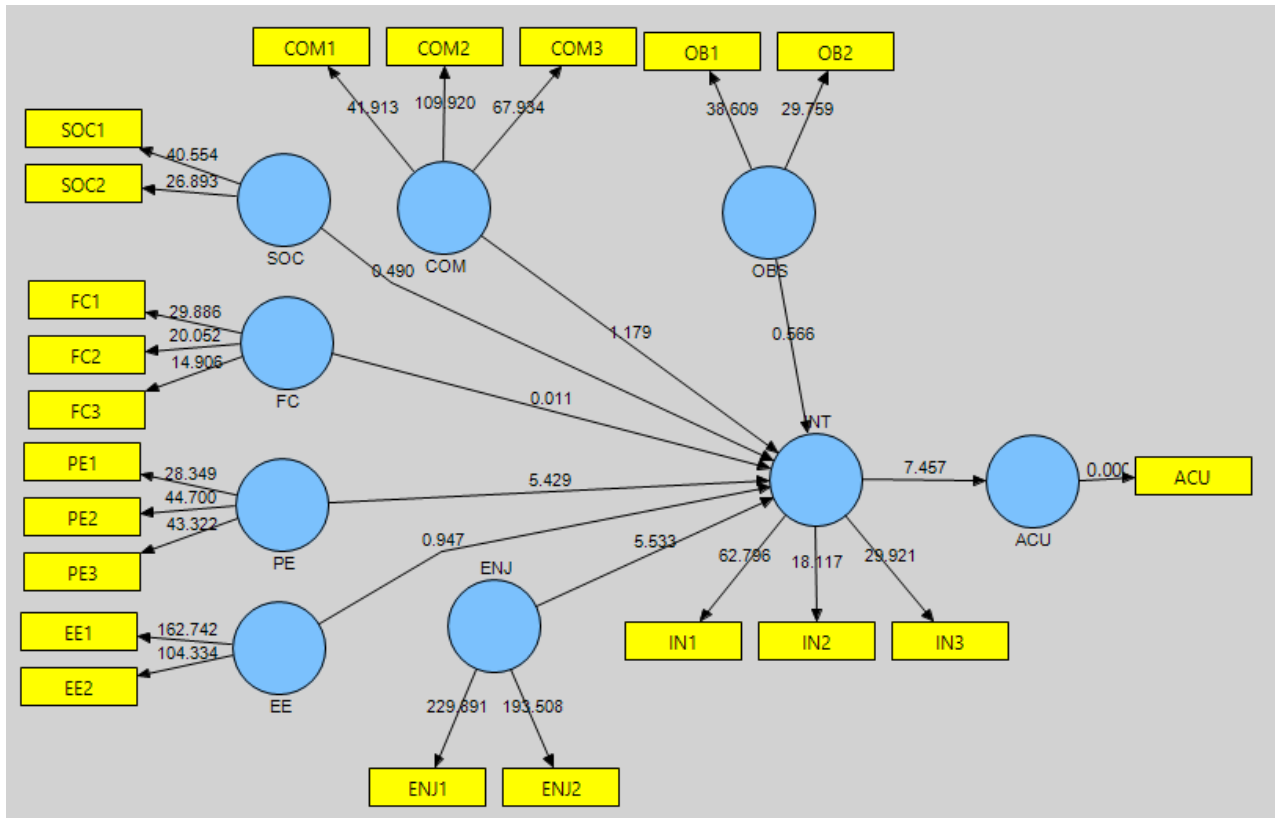 COM1
COM2
COM3
OB1
OB2
41.913
109.920
67.934
38.609
29.759
SOC1
SOC2
40.554
26.893
SOC
COM
OBS
0.490
1.179
0.566
FC1
FC2
FC3
29.886
20.052
14.906
FC
0.011
INT
PE1
PE2
PE3
28.349
44.700
43.322
PE
5.429
7.457
0.000
ACU
ACU
0.947
5.533
ENJ
62.796
18.117
29.921
IN1
IN2
IN3
EE1
EE2
162.742
104.334
EE
229.891
193.508
ENJ1
ENJ2